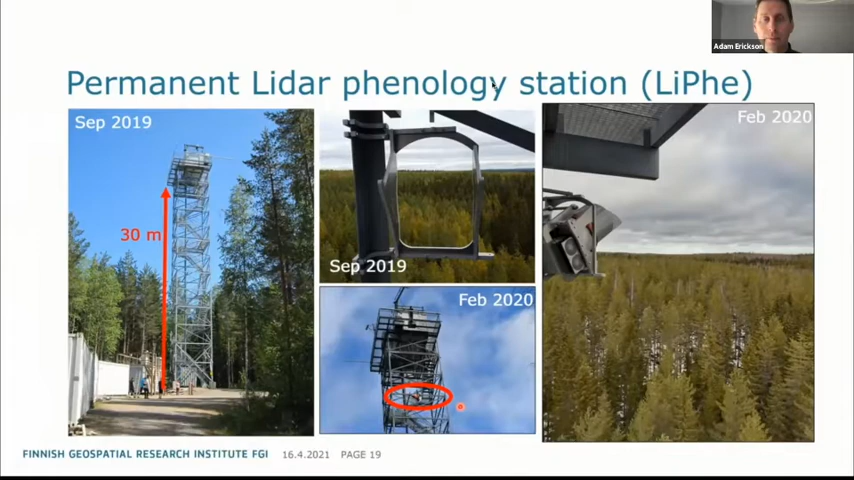 Adam Erickson
Permanent Lidar phenology station (LiPhe)
Sep 2019
30 m
Sep 2019
Feb 2020
Feb 2020
FINNISH GEOSPATIAL RESEARCH INSTITUTE FGI 16.4.2021 PAGE 19